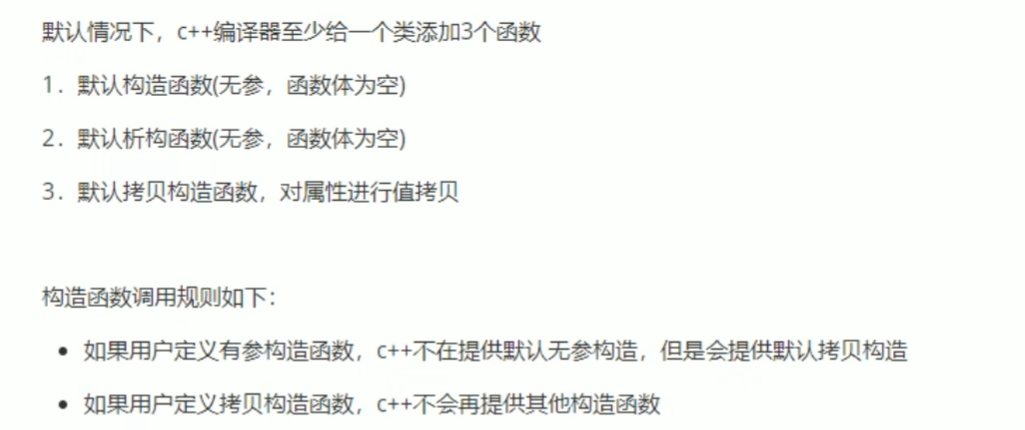 默认情况下，c++编译器至少给一个类添加3个函数
1. 默认构造函数(无参，函数体为空)
2. 默认析构函数(无参，函数体为空)
3. 默认拷贝构造函数，对属性进行值拷贝
构造函数调用规则如下：
• 如果用户定义有参构造函数，c++不在提供默认无参构造，但是会提供默认拷贝构造
• 如果用户定义拷贝构造函数，c++不会再提供其他构造函数